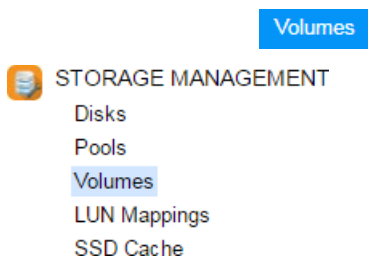 Volumes
STORAGE MANAGEMENT
Disks
Pools
Volumes
LUN Mappings
SSD Cache